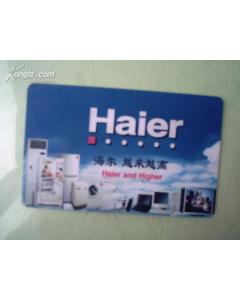 KongFz.com
Haier
海尔 越来越高
Haier and Higher